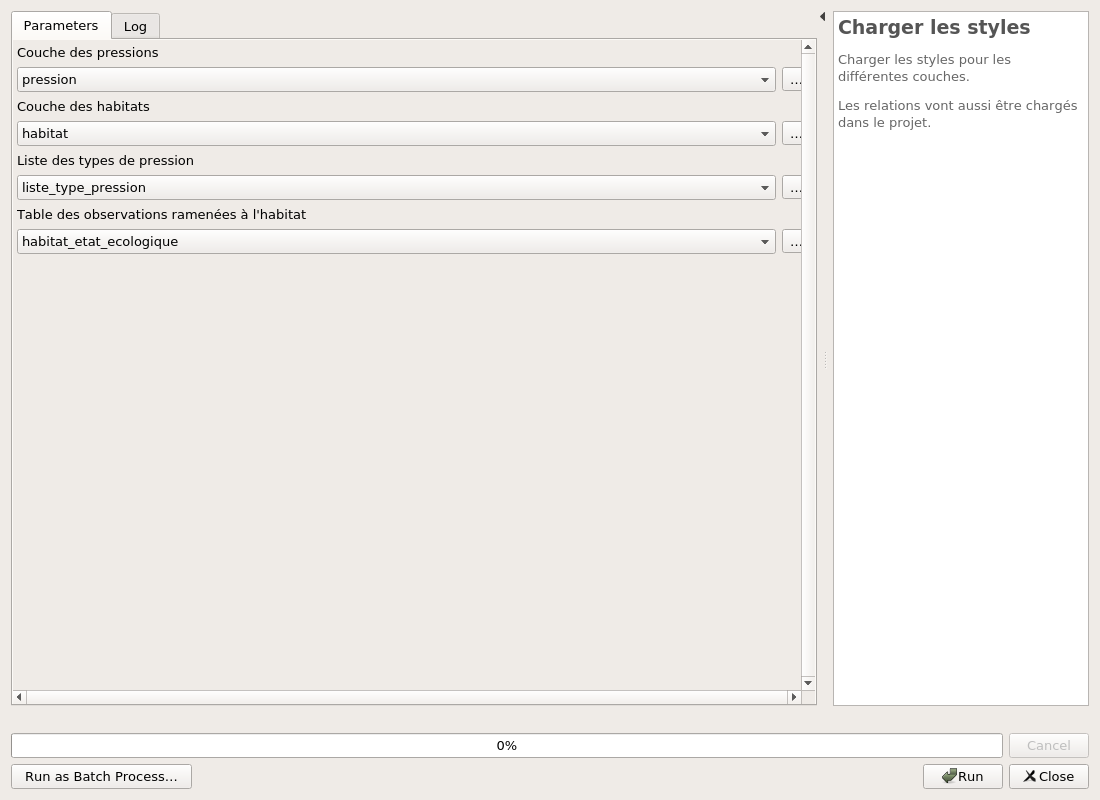 Parameters
Log
Couche des pressions
pression
...
Couche des habitats
habitat
...
Liste des types de pression
liste_type_pression
...
Table des observations ramenées à l'habitat
habitat_etat_ecologique
...
Charger les styles
Charger les styles pour les
différentes couches.
Les relations vont aussi être chargés
dans le projet.
0%
Cancel
Run as Batch Process...
Run
Close